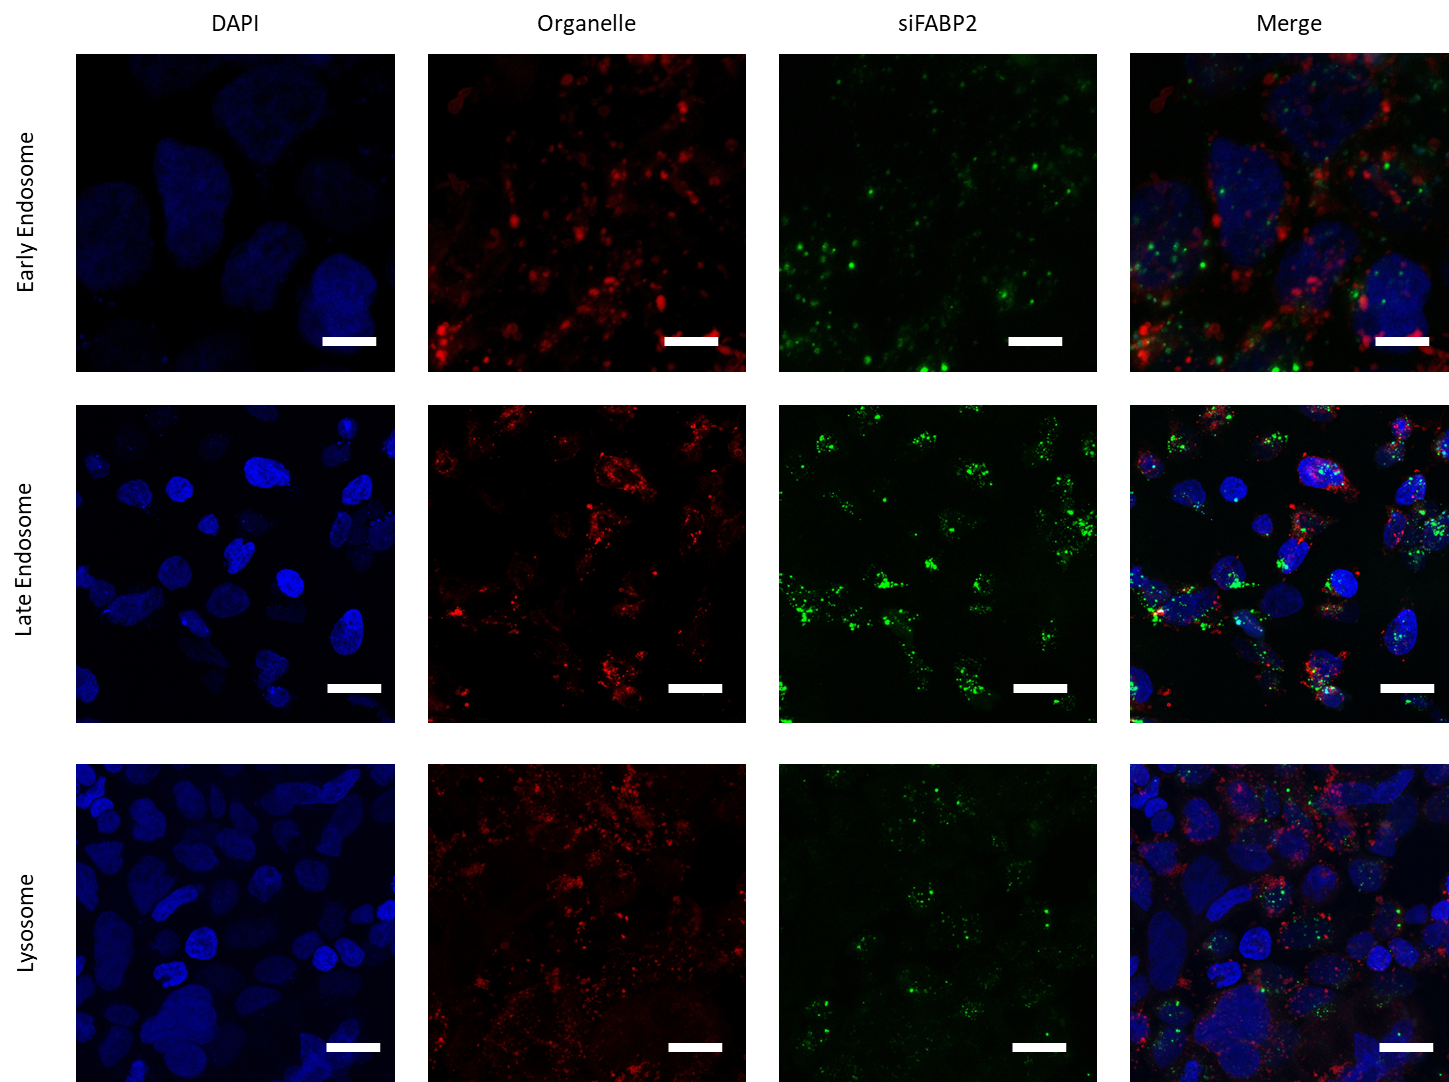 DAPI Organelle siFABP2 Merge
Early Endosome
Late Endosome
Lysosome